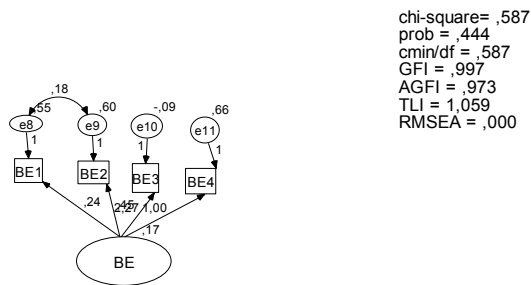 chi-square= ,587
prob = ,444
cmin/df = ,587
GFI = ,997
AGFI = ,973
TLI = 1,059
RMSEA = ,000
,18
,55
,60
-,09
,66
e8
e9
e10
e11
1
1
1
1
BE1
BE2
BE3
BE4
,24
2,27
1,00
,17
BE